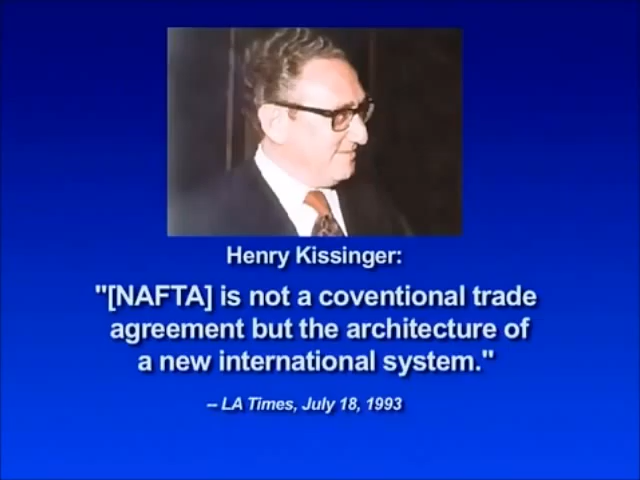 Henry Kissinger:
"[NAFTA] is not a coventional trade
agreement but the architecture of
a new international system."
– LA Times, July 18, 1993